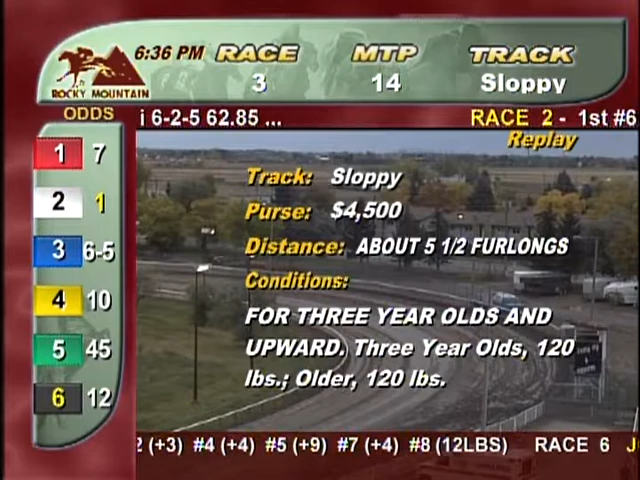 6:36 PM RACE MTP TRACK
3 14 Sloppy
ROCKY MOUNTAIN
ODDS
i 6-2-5 62.85 ... RACE 2 - 1st #6
Replay
1 7
2 1
3 6-5
4 10
5 45
6 12
Track: Sloppy
Purse: $4,500
Distance: ABOUT 5 1/2 FURLONGS
Conditions:
FOR THREE YEAR OLDS AND
UPWARD. Three Year Olds, 120
lbs.; Older, 120 lbs.
2 (+3) #4 (+4) #5 (+9) #7 (+4) #8 (12LBS) RACE 6 J